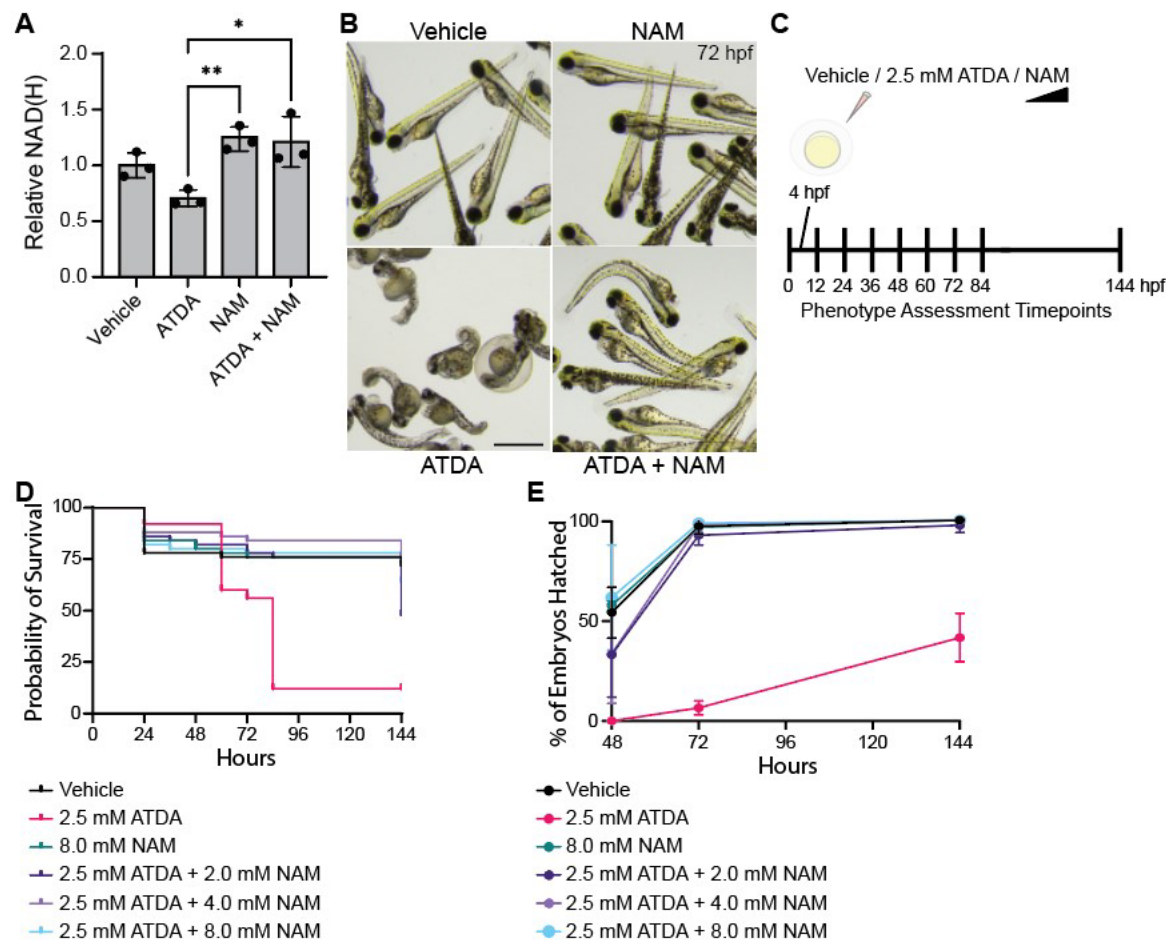 A
Relative NAD(H)
2.0
1.5
1.0
0.5
0.0
*
**
Vehicle
ATDA
NAM
ATDA + NAM
B
Vehicle
NAM
72 hpf
ATDA
ATDA + NAM
C
Vehicle / 2.5 mM ATDA / NAM
4 hpf
0 12 24 36 48 60 72 84 144 hpf
Phenotype Assessment Timepoints
D
Probability of Survival
100
75
50
25
0
0 24 48 72 96 120 144
Hours
Vehicle
2.5 mM ATDA
8.0 mM NAM
2.5 mM ATDA + 2.0 mM NAM
2.5 mM ATDA + 4.0 mM NAM
2.5 mM ATDA + 8.0 mM NAM
E
% of Embryos Hatched
100
50
0
48 72 96 120 144
Hours
Vehicle
2.5 mM ATDA
8.0 mM NAM
2.5 mM ATDA + 2.0 mM NAM
2.5 mM ATDA + 4.0 mM NAM
2.5 mM ATDA + 8.0 mM NAM